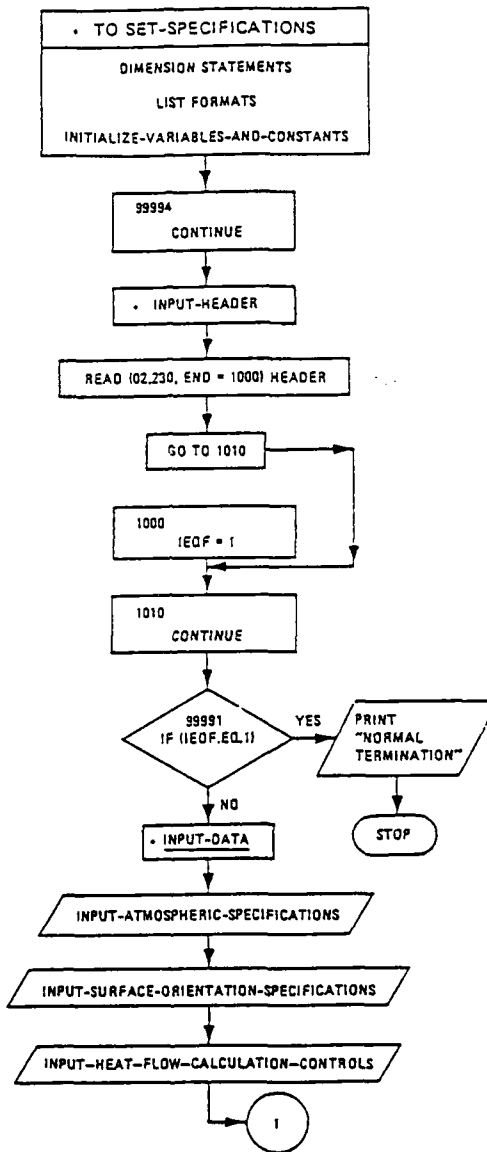 • TO SET-SPECIFICATIONS
DIMENSION STATEMENTS
LIST FORMATS
INITIALIZE-VARIABLES-AND-CONSTANTS
99994
CONTINUE
• INPUT-HEADER
READ (02,230, END = 1000) HEADER
GO TO 1010
1000
IEOF = 1
1010
CONTINUE
99991
IF (IEOF.EQ.1)
YES
PRINT
"NORMAL
TERMINATION"
STOP
NO
• INPUT-DATA
INPUT-ATMOSPHERIC-SPECIFICATIONS
INPUT-SURFACE-ORIENTATION-SPECIFICATIONS
INPUT-HEAT-FLOW-CALCULATION-CONTROLS
1